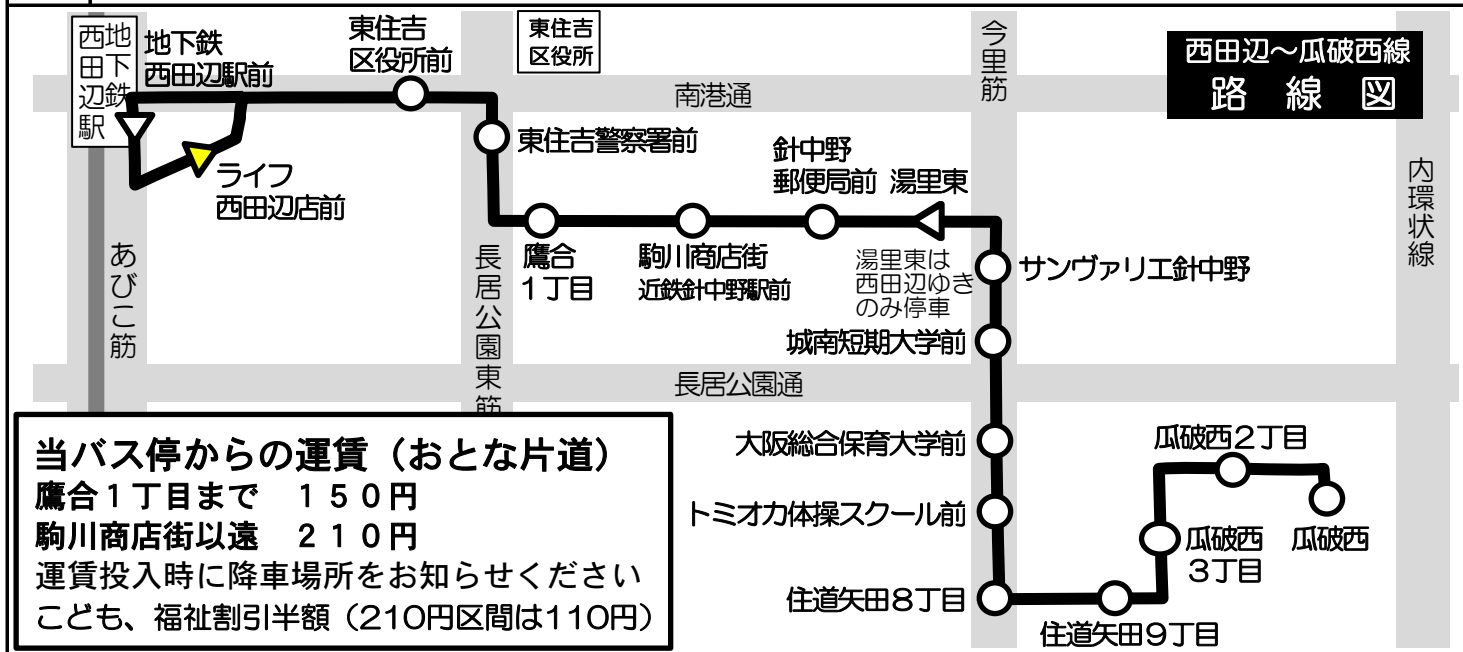 地下鉄
西田辺駅
地下鉄
西田辺駅前
東住吉
区役所前
東住吉
区役所
今里筋
西田辺～瓜破西線
路線図
南港通
東住吉警察署前
針中野
郵便局前
湯里東
ライフ
西田辺店前
内環状線
あびこ筋
長居公園東筋
鷹合
1丁目
駒川商店街
近鉄針中野駅前
湯里東は
西田辺ゆき
のみ停車
サンヴァリエ針中野
城南短期大学前
長居公園通
当バス停からの運賃（おとな片道）
鷹合１丁目まで　１５０円
駒川商店街以遠　２１０円
運賃投入時に降車場所をお知らせください
こども、福祉割引半額（210円区間は110円）
大阪総合保育大学前
瓜破西２丁目
トミオカ体操スクール前
瓜破西
３丁目
瓜破西
住道矢田８丁目
住道矢田９丁目